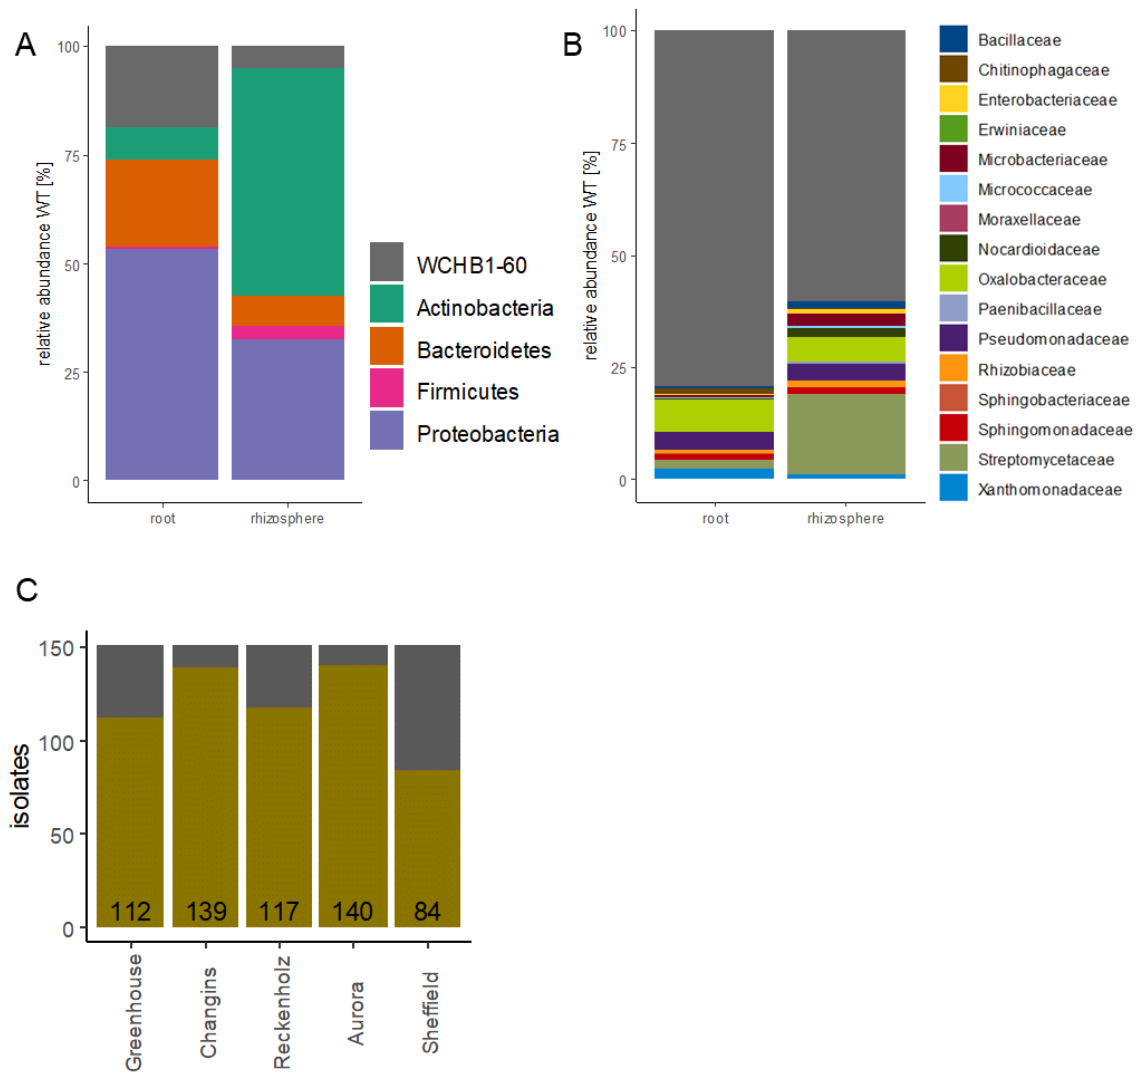 A
relative abundance WT [%]
100
75
50
25
0
root rhizosphere
WCHB1-60
Actinobacteria
Bacteroidetes
Firmicutes
Proteobacteria
B
relative abundance WT [%]
100
75
50
25
0
root rhizosphere
Bacillaceae
Chitinophagaceae
Enterobacteriaceae
Erwiniaceae
Microbacteriaceae
Micrococcaceae
Moraxellaceae
Nocardioidaceae
Oxalobacteraceae
Paenibacillaceae
Pseudomonadaceae
Rhizobiaceae
Sphingobacteriaceae
Sphingomonadaceae
Streptomycetaceae
Xanthomonadaceae
C
isolates
150
100
50
0
112 139 117 140 84
Greenhouse
Changins
Reckenholz
Aurora
Sheffield